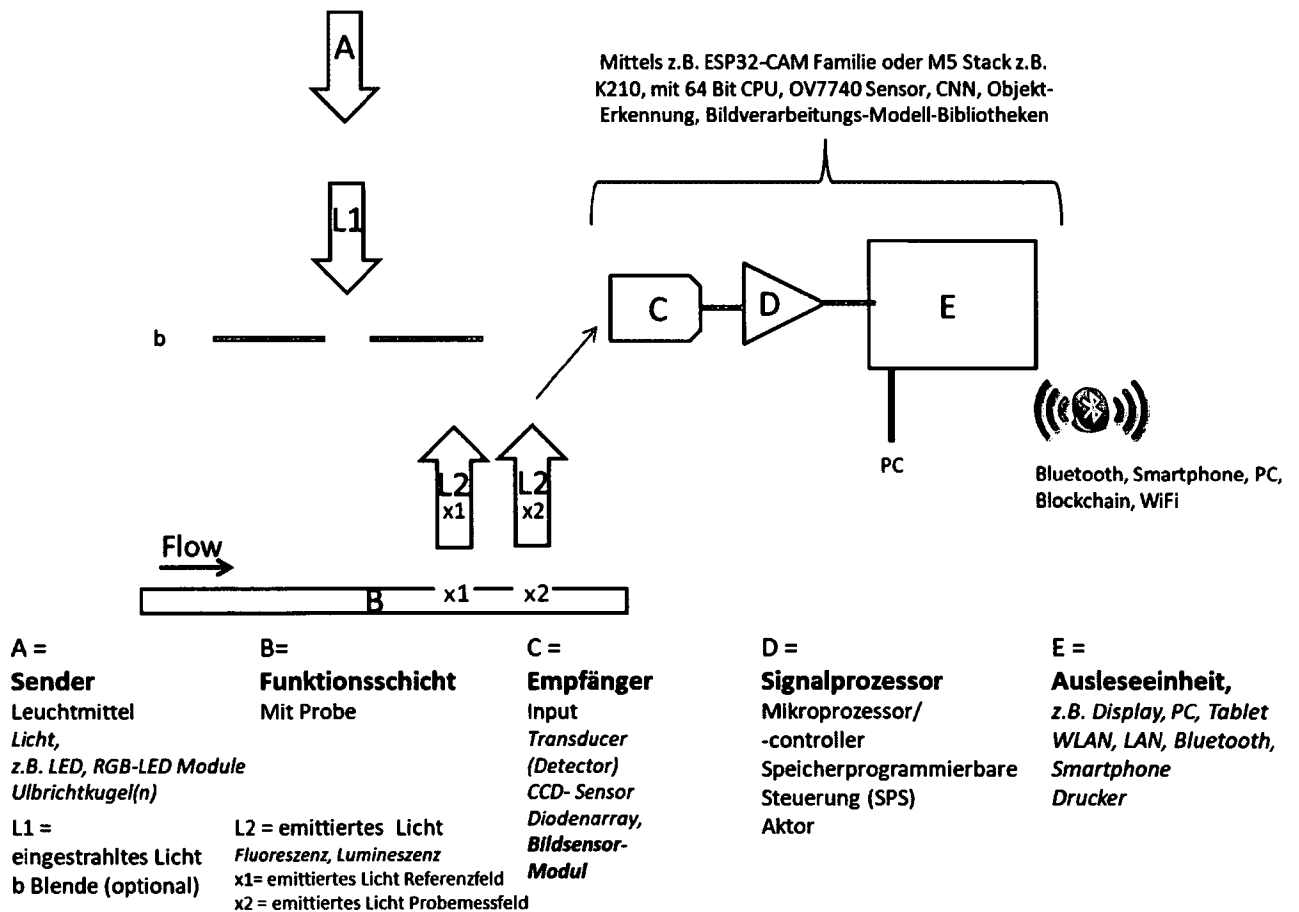 A
Mittels z.B. ESP32-CAM Familie oder M5 Stack z.B.
K210, mit 64 Bit CPU, OV7740 Sensor, CNN, Objekt-
Erkennung, Bildverarbeitungs-Modell-Bibliotheken
L1
C
D
E
b
PC
Bluetooth, Smartphone, PC,
Blockchain, WiFi
L2
x1
L2
x2
Flow
B
x1
x2
A =
Sender
Leuchtmittel
Licht,
z.B. LED, RGB-LED Module
Ulbrichtkugel(n)
L1 =
eingestrahltes Licht
b Blende (optional)
B=
Funktionsschicht
Mit Probe
L2 = emittiertes Licht
Fluoreszenz, Lumineszenz
x1= emittiertes Licht Referenzfeld
x2 = emittiertes Licht Probemessfeld
C =
Empfänger
Input
Transducer
(Detector)
CCD- Sensor
Diodenarray,
Bildsensor-
Modul
D =
Signalprozessor
Mikroprozessor/
-controller
Speicherprogrammierbare
Steuerung (SPS)
Aktor
E =
Ausleseeinheit,
z.B. Display, PC, Tablet
WLAN, LAN, Bluetooth,
Smartphone
Drucker